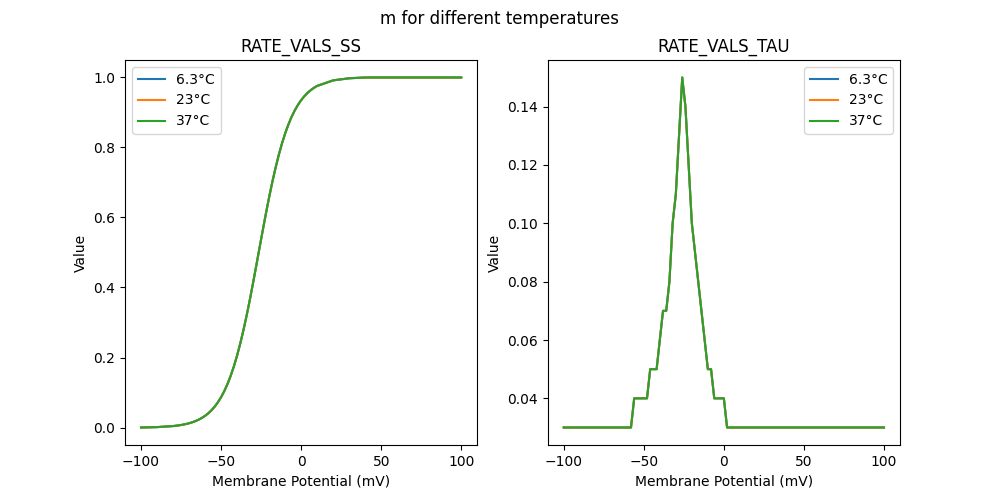 m for different temperatures
RATE_VALS_SS
RATE_VALS_TAU
6.3°C
23°C
37°C
6.3°C
23°C
37°C
Value
1.0
0.8
0.6
0.4
0.2
0.0
−100
−50
0
50
100
Membrane Potential (mV)
Value
0.14
0.12
0.10
0.08
0.06
0.04
−100
−50
0
50
100
Membrane Potential (mV)